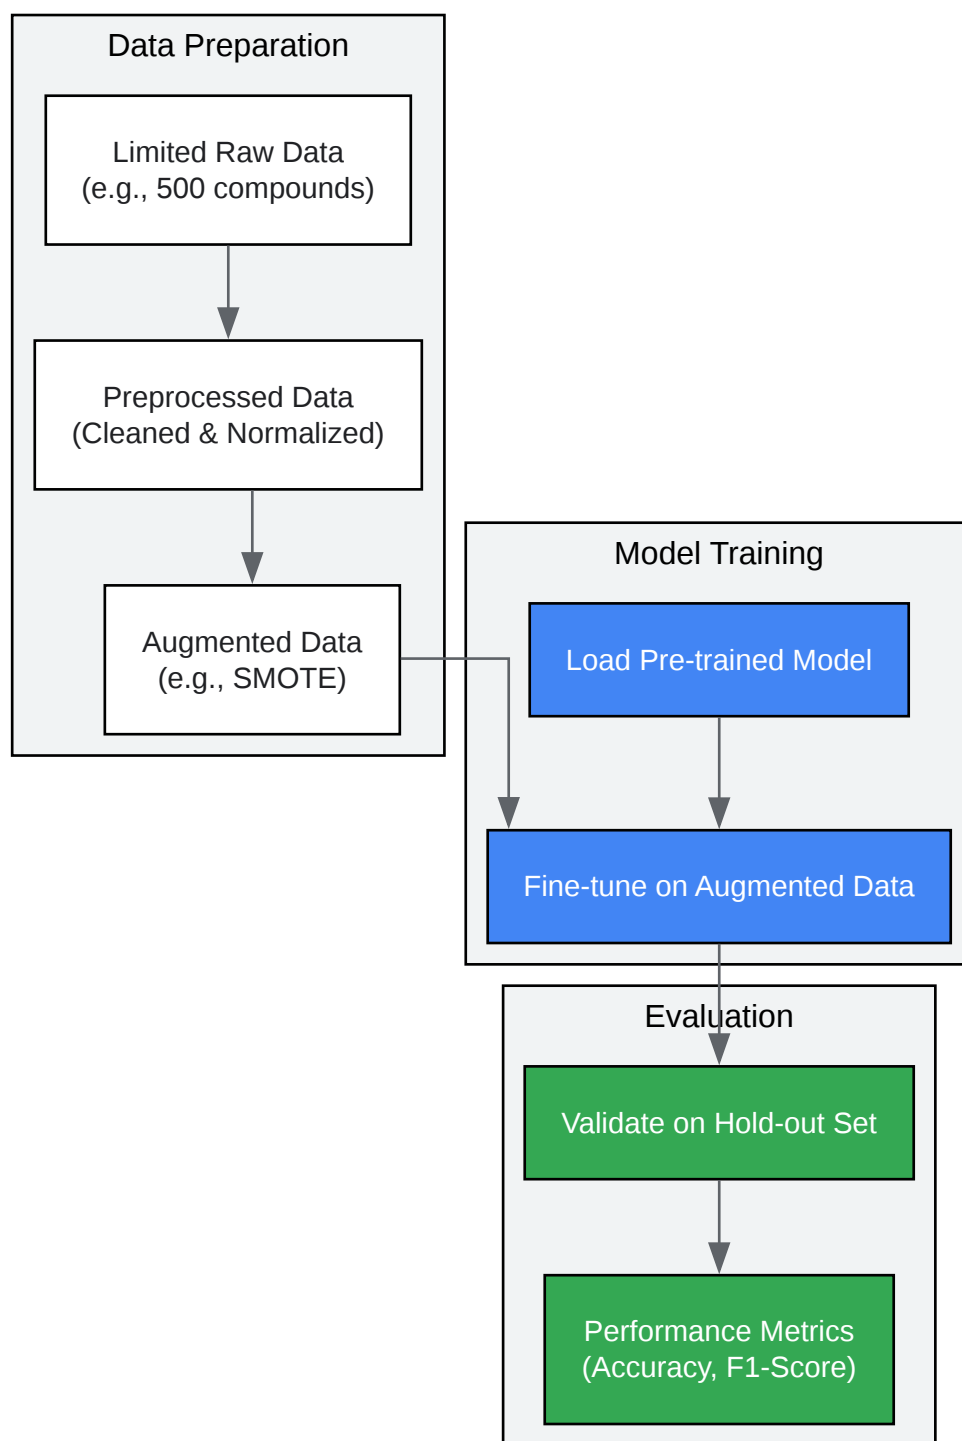 Data Preparation
Limited Raw Data
(e.g., 500 compounds)
Preprocessed Data
(Cleaned & Normalized)
Augmented Data
(e.g., SMOTE)
Model Training
Load Pre-trained Model
Fine-tune on Augmented Data
Evaluation
Validate on Hold-out Set
Performance Metrics
(Accuracy, F1-Score)